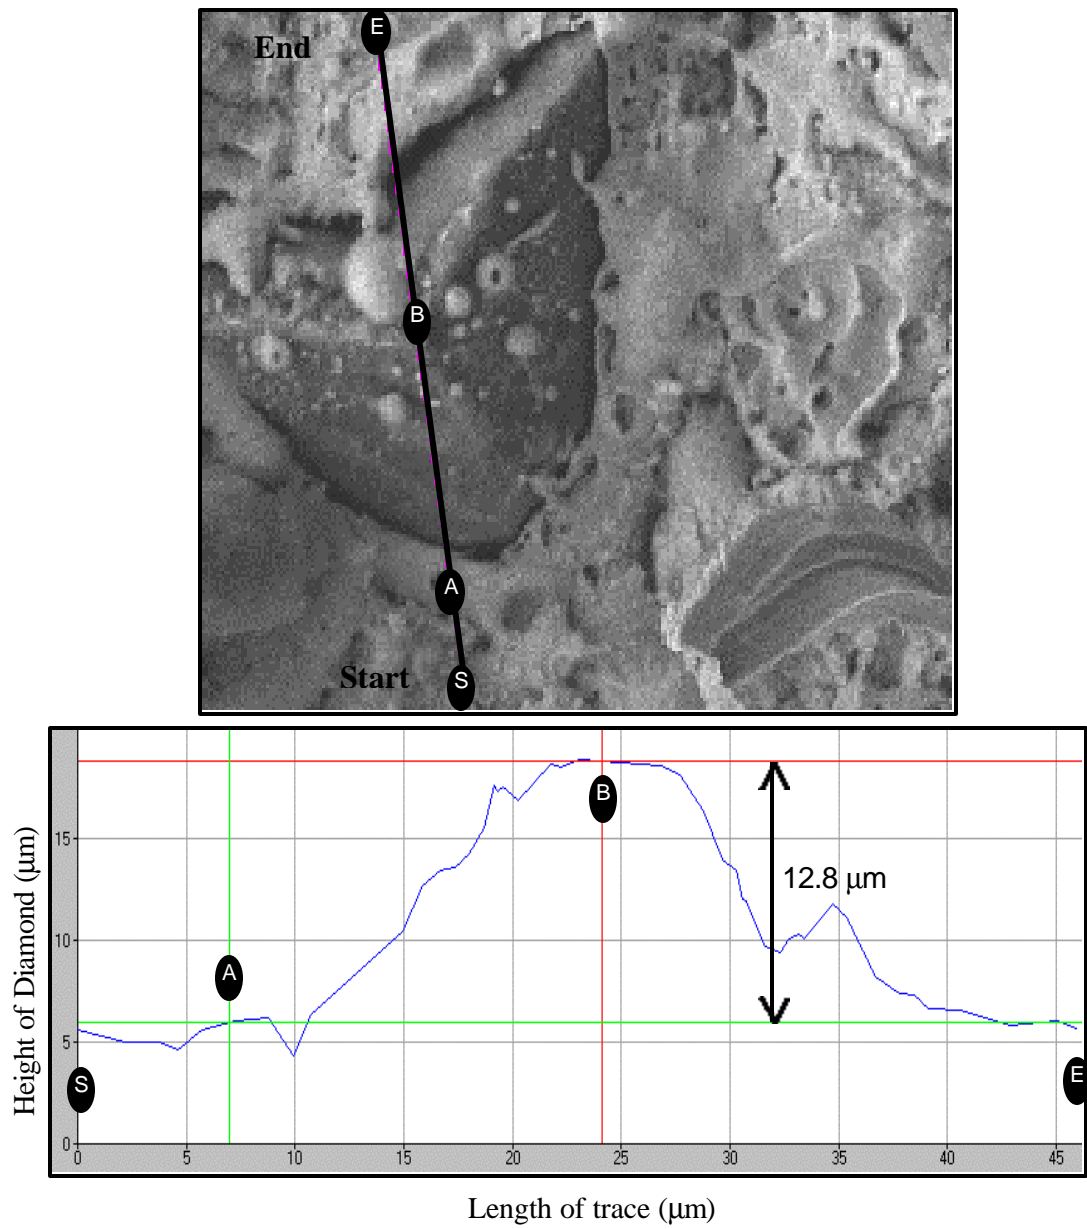 E
End
B
A
Start
S
Height of Diamond (μm)
15
10
5
0
B
12.8 μm
A
S
E
0 5 10 15 20 25 30 35 40 45
Length of trace (μm)